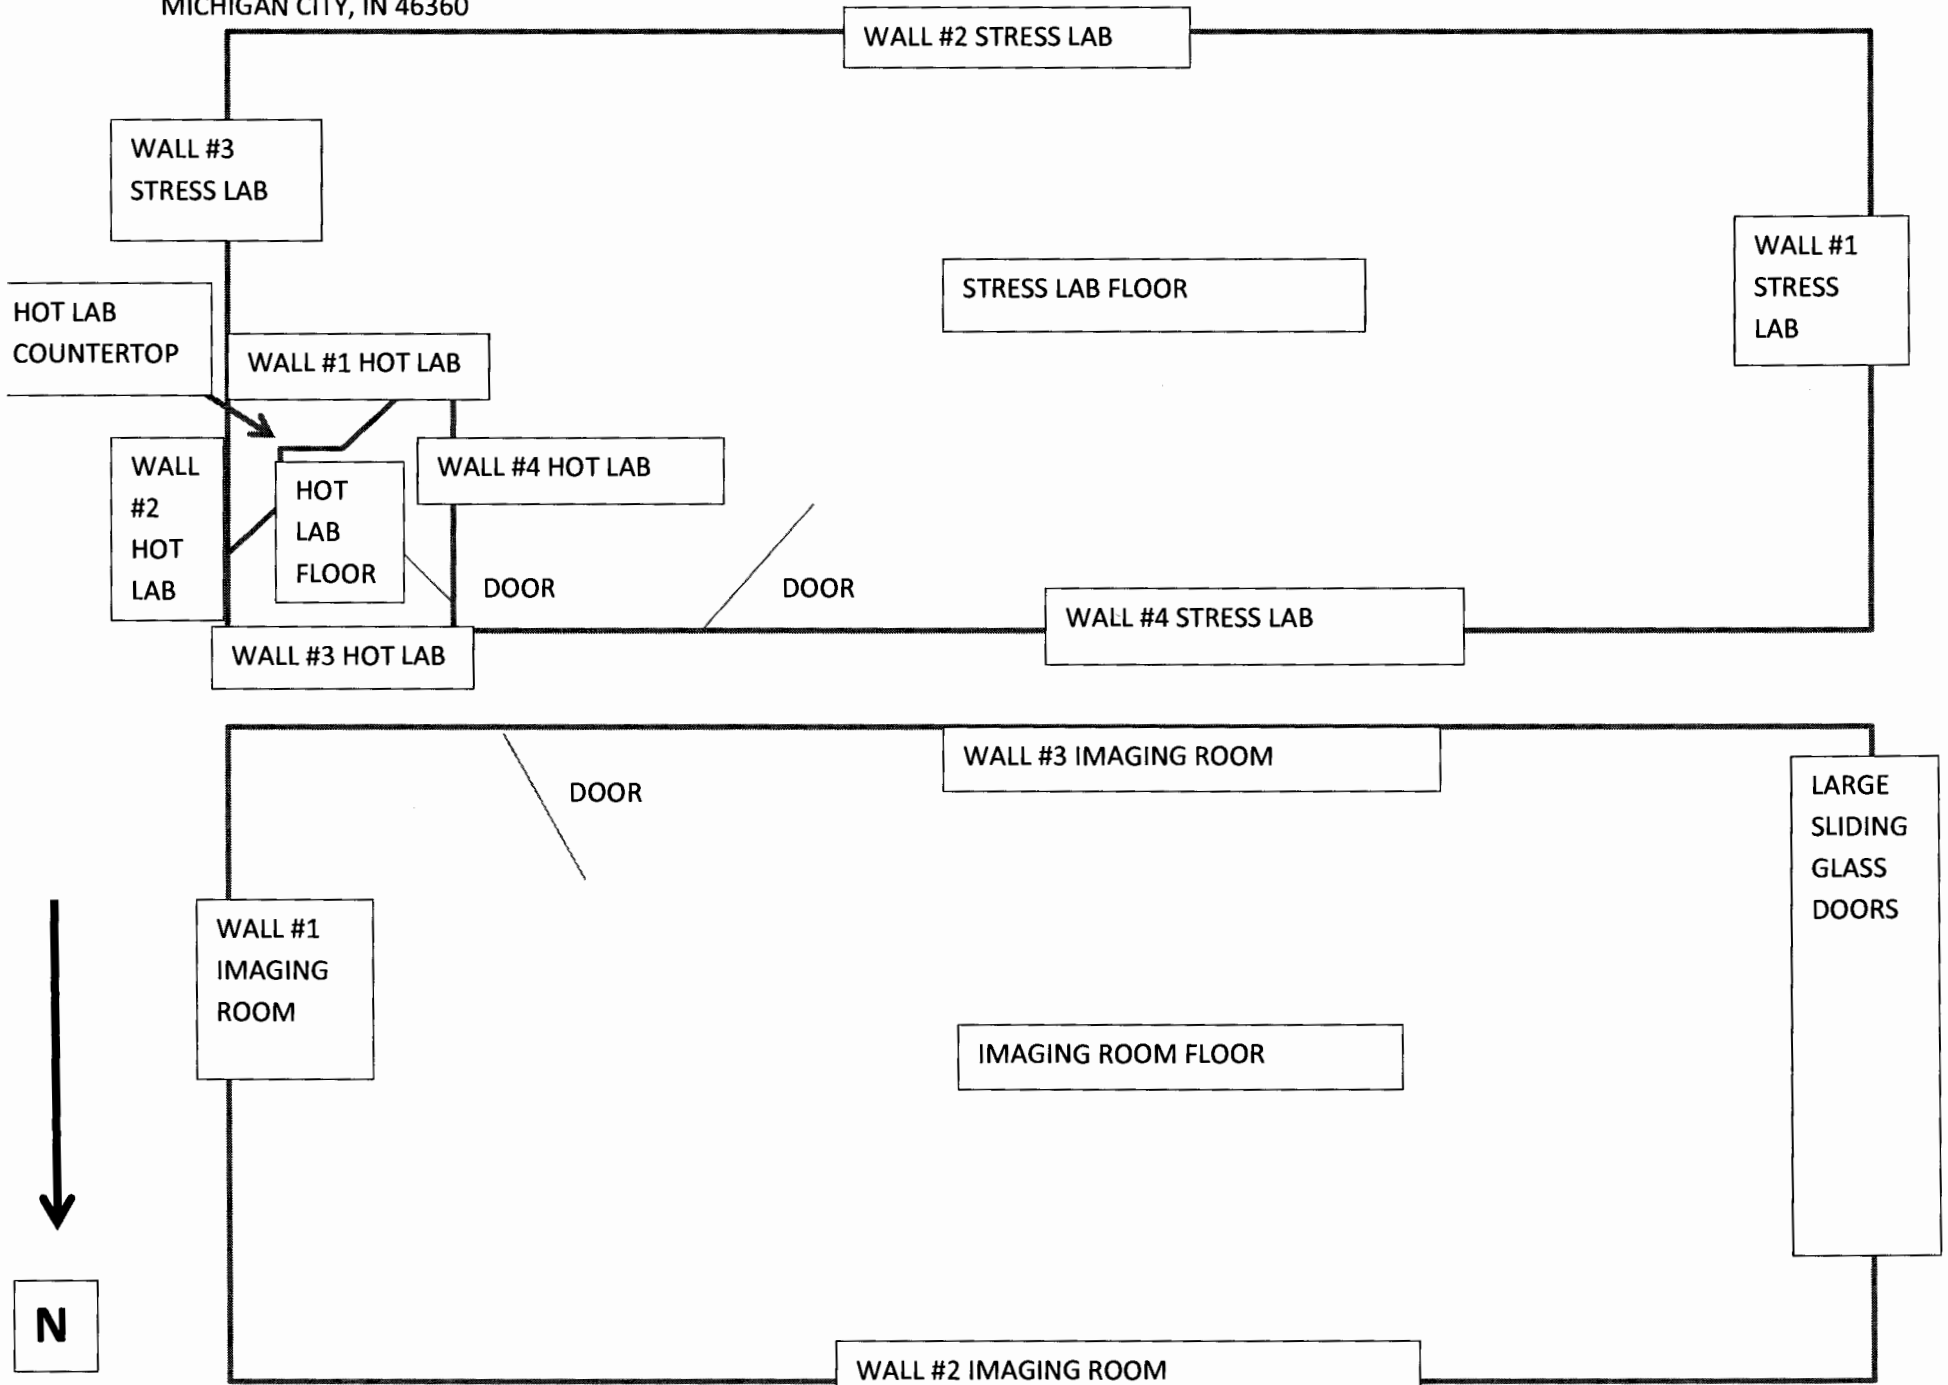 MICHIGAN CITY, IN 46360
WALL #2 STRESS LAB
WALL #3
STRESS LAB
WALL #1
STRESS
LAB
STRESS LAB FLOOR
HOT LAB
COUNTERTOP
WALL #1 HOT LAB
WALL
#2
HOT
LAB
HOT
LAB
FLOOR
WALL #4 HOT LAB
DOOR
DOOR
WALL #4 STRESS LAB
WALL #3 HOT LAB
WALL #3 IMAGING ROOM
DOOR
LARGE
SLIDING
GLASS
DOORS
WALL #1
IMAGING
ROOM
IMAGING ROOM FLOOR
N
WALL #2 IMAGING ROOM